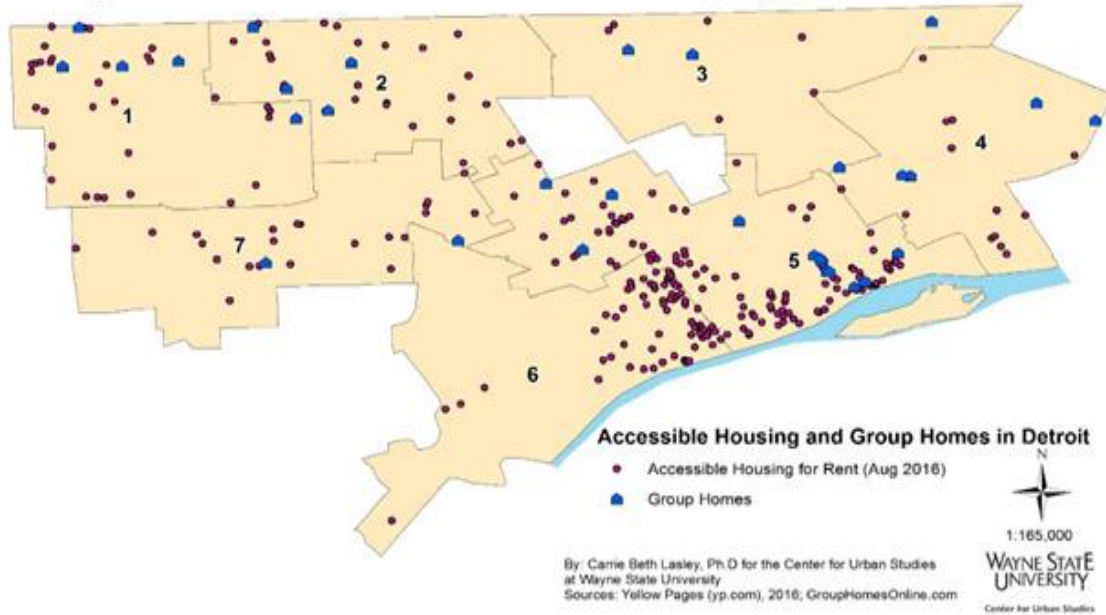 1
2
3
4
5
6
7
Accessible Housing and Group Homes in Detroit
Accessible Housing for Rent (Aug 2016)
Group Homes
N
1:165,000
WAYNE STATE
UNIVERSITY
Center for Urban Studies
By: Carrie Beth Lasley, Ph.D for the Center for Urban Studies
at Wayne State University
Sources: Yellow Pages (yp.com), 2016; GroupHomesOnline.com